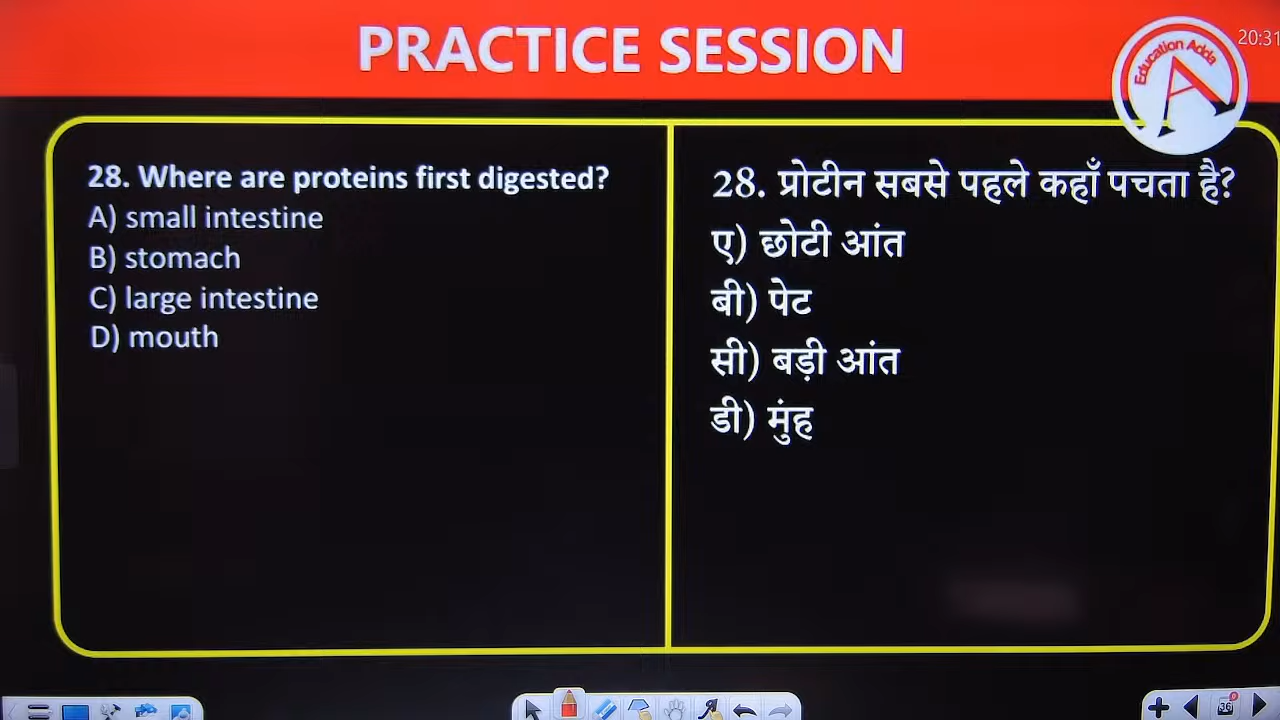 PRACTICE SESSION
Education Adda
A
20:31
28. Where are proteins first digested?
A) small intestine
B) stomach
C) large intestine
D) mouth
28. प्रोटीन सबसे पहले कहाँ पचता है?
ए) छोटी आंत
बी) पेट
सी) बड़ी आंत
डी) मुंह
36